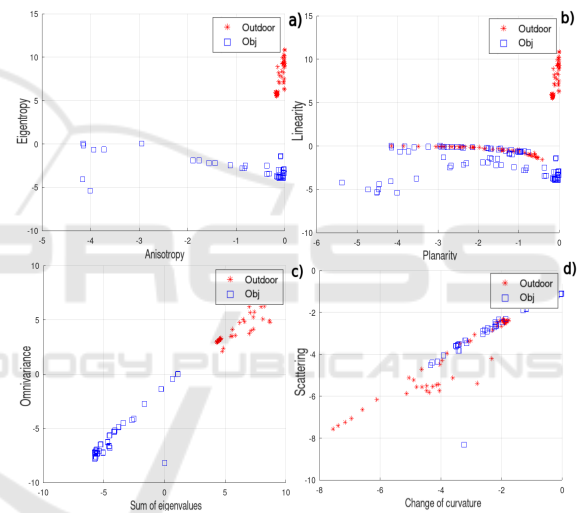 a)
Outdoor
Obj
15
10
5
0
-5
-10
-5
-4
-3
-2
-1
0
Eigentropy
Anisotropy
b)
Outdoor
Obj
15
10
5
0
-5
-10
-6
-5
-4
-3
-2
-1
0
Linearity
Planarity
c)
Outdoor
Obj
10
5
0
-5
-10
-10
-5
0
5
10
Omnivariance
Sum of eigenvalues
d)
Outdoor
Obj
0
-2
-4
-6
-8
-10
-8
-6
-4
-2
0
Scattering
Change of curvature
PRESS
OLOGY PUBLICATIONS